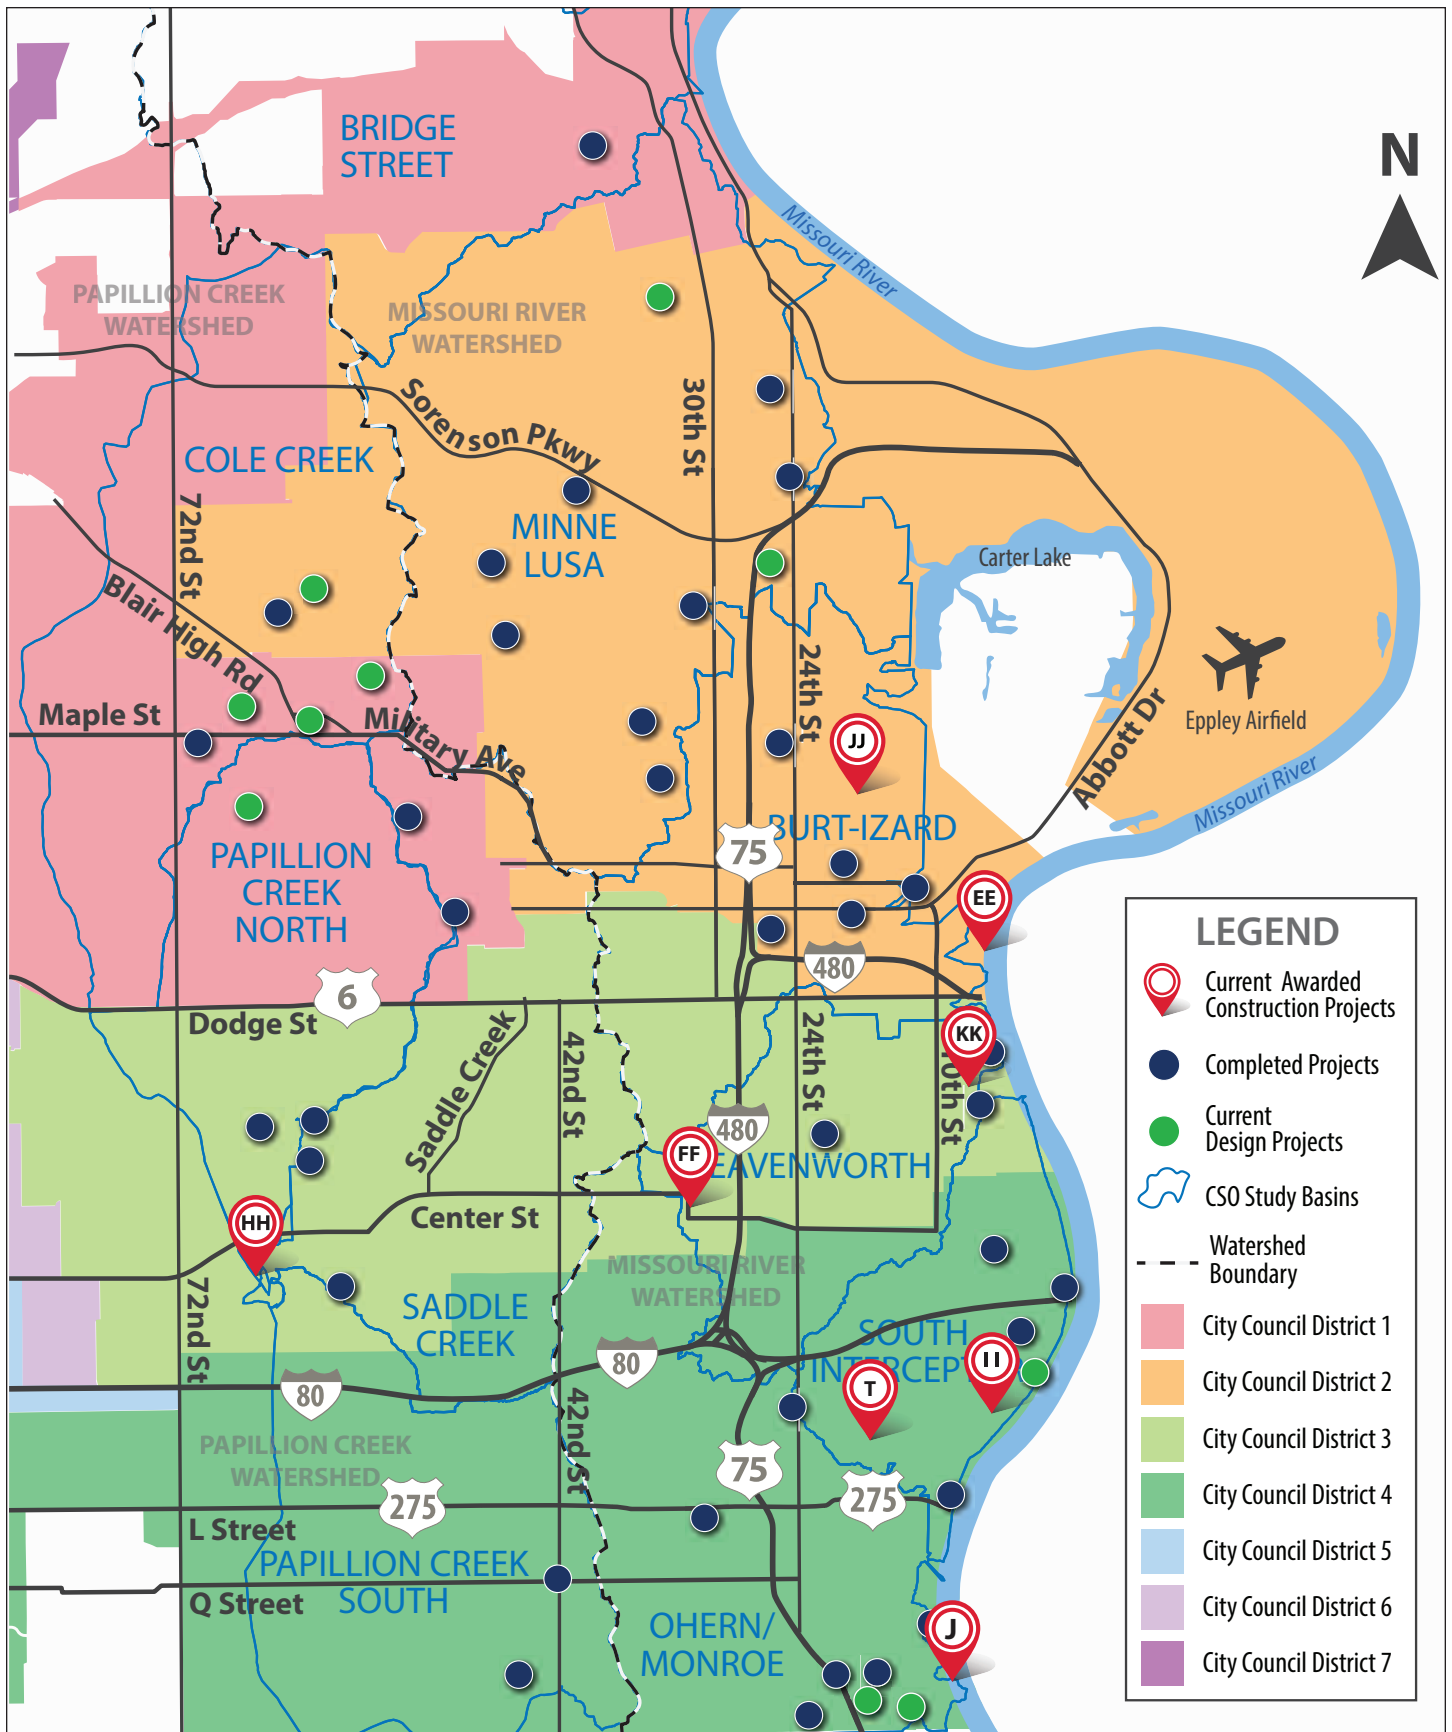 BRIDGE
STREET
N
Missouri River
PAPILLION CREEK
WATERSHED
MISSOURI RIVER
WATERSHED
Sorenson Pkwy
30th St
COLE CREEK
72nd St
MINNE
LUSA
Carter Lake
Blair High Rd
24th St
Maple St
Military Ave
JJ
Eppley Airfield
Abbott Dr
Missouri River
BURT-IZARD
75
PAPILLION
CREEK
NORTH
EE
480
6
Dodge St
Saddle Creek
42nd St
24th St
KK
10th St
480
FF
EAVENWORTH
HH
Center St
MISSOURI RIVER
WATERSHED
72nd St
SADDLE
CREEK
SOUTH
INTERCEP
II
80
80
T
42nd St
PAPILLION CREEK
WATERSHED
75
275
275
L Street
PAPILLION CREEK
SOUTH
Q Street
OHERN/
MONROE
J
LEGEND
Current Awarded
Construction Projects
Completed Projects
Current
Design Projects
CSO Study Basins
Watershed
Boundary
City Council District 1
City Council District 2
City Council District 3
City Council District 4
City Council District 5
City Council District 6
City Council District 7